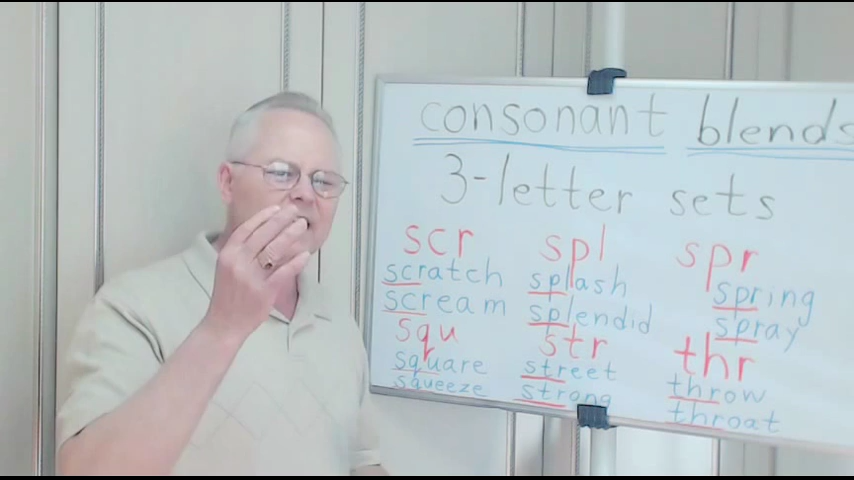 consonant blends
3-letter sets
scr spl spr
scratch splash spring
scream splendid spray
squ str thr
square street throw
squeeze strong throat